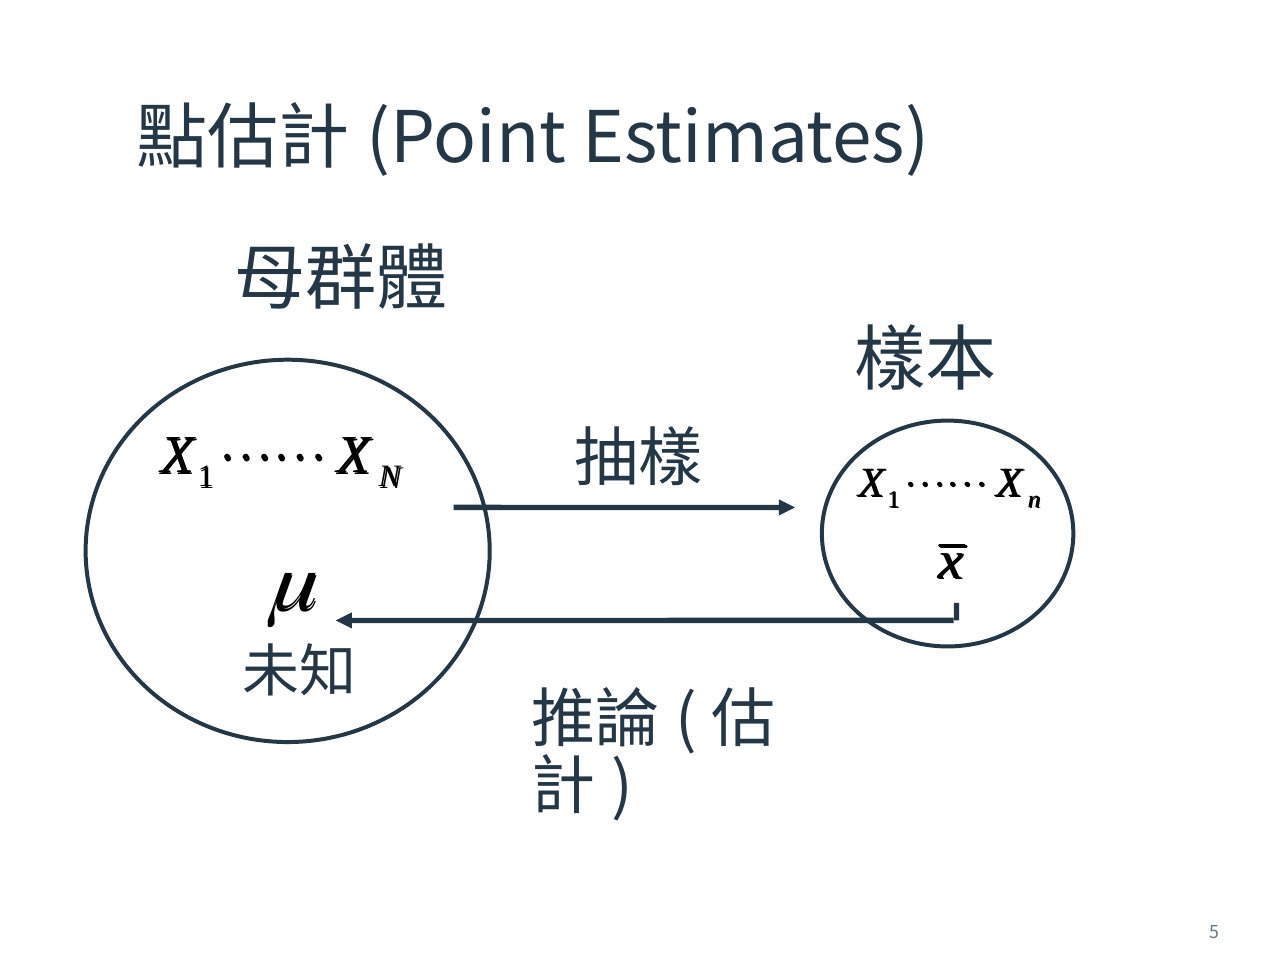 點估計 (Point Estimates)
母群體
樣本
抽樣
X₁ ⋯⋯ X_N
X₁ ⋯⋯ Xₙ
x̄
μ
未知
推論 ( 估
計 )
5